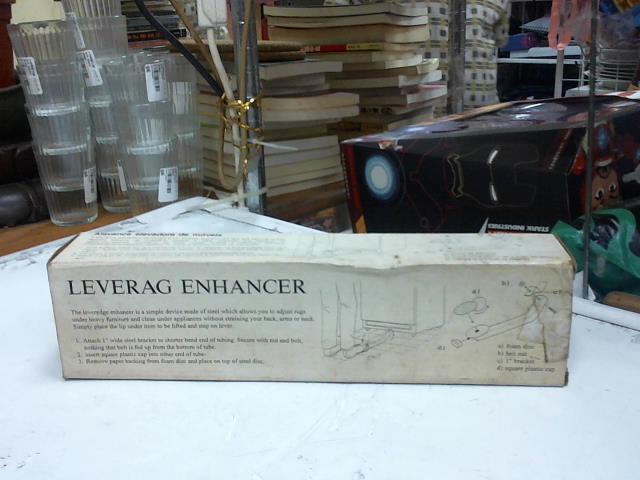 LEVERAG ENHANCER
The leveredge enhancer is a simple device made of steel which allows you to adjust rugs
under heavy furniture and clean under appliances without straining your back, arms or neck.
Simply place the lip under item to be lifted and step on lever.
1. Attach 1" wide steel bracket to shorter bend end of tubing. Secure with nut and bolt,
nothing that bolt is fed up from the bottom of tube.
2. insert square plastic cap into other end of tube-
3. Remove paper backing from foam disc and place on top of steel disc.
a)
b)
c)
d)
a) foam disc
b) hex nut
c) 1" bracket
d) square plastic cap
STARK INDUSTRIES